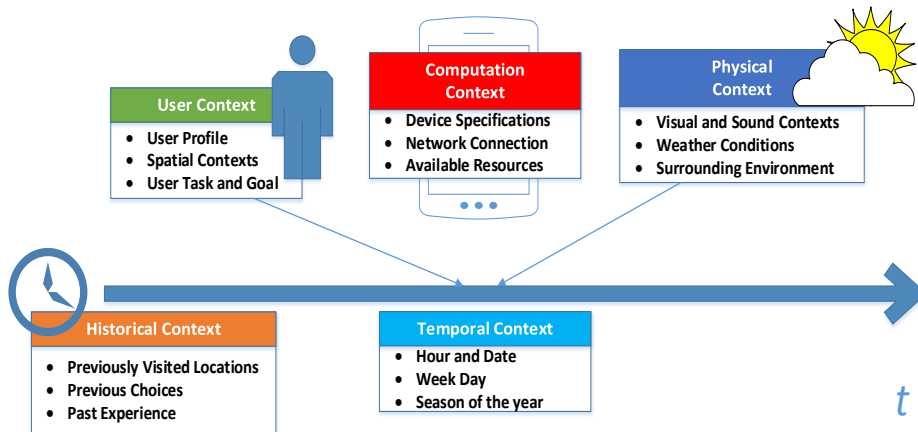 User Context
• User Profile
• Spatial Contexts
• User Task and Goal
Computation
Context
• Device Specifications
• Network Connection
• Available Resources
Physical
Context
• Visual and Sound Contexts
• Weather Conditions
• Surrounding Environment
Historical Context
• Previously Visited Locations
• Previous Choices
• Past Experience
Temporal Context
• Hour and Date
• Week Day
• Season of the year
t